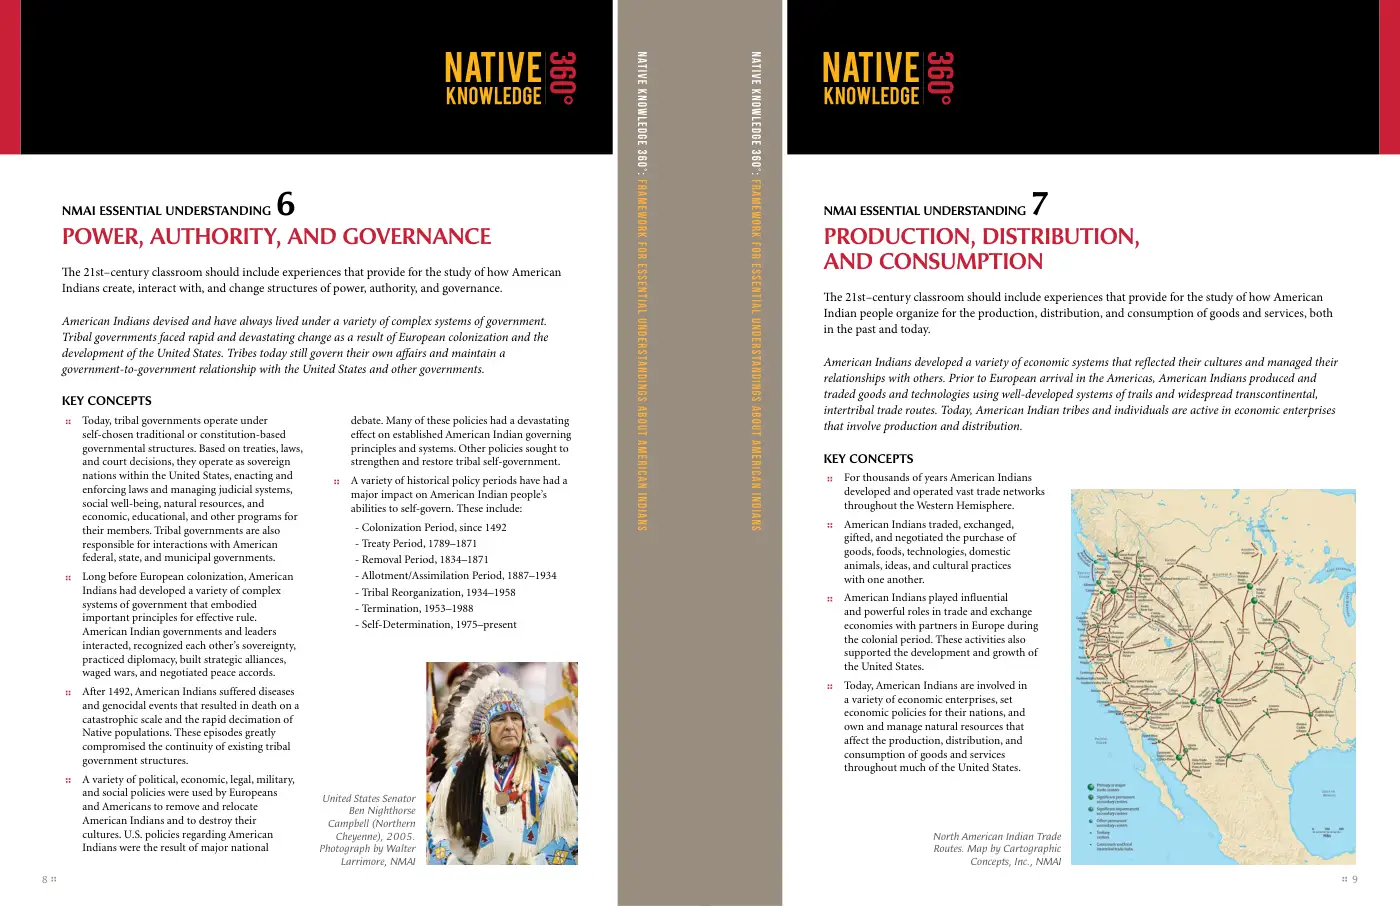 NATIVE
KNOWLEDGE
360°
NMAI ESSENTIAL UNDERSTANDING 6
POWER, AUTHORITY, AND GOVERNANCE
The 21st–century classroom should include experiences that provide for the study of how American
Indians create, interact with, and change structures of power, authority, and governance.
American Indians devised and have always lived under a variety of complex systems of government.
Tribal governments faced rapid and devastating change as a result of European colonization and the
development of the United States. Tribes today still govern their own affairs and maintain a
government-to-government relationship with the United States and other governments.
KEY CONCEPTS
Today, tribal governments operate under
self-chosen traditional or constitution-based
governmental structures. Based on treaties, laws,
and court decisions, they operate as sovereign
nations within the United States, enacting and
enforcing laws and managing judicial systems,
social well-being, natural resources, and
economic, educational, and other programs for
their members. Tribal governments are also
responsible for interactions with American
federal, state, and municipal governments.
Long before European colonization, American
Indians had developed a variety of complex
systems of government that embodied
important principles for effective rule.
American Indian governments and leaders
interacted, recognized each other's sovereignty,
practiced diplomacy, built strategic alliances,
waged wars, and negotiated peace accords.
After 1492, American Indians suffered diseases
and genocidal events that resulted in death on a
catastrophic scale and the rapid decimation of
Native populations. These episodes greatly
compromised the continuity of existing tribal
government structures.
A variety of political, economic, legal, military,
and social policies were used by Europeans
and Americans to remove and relocate
American Indians and to destroy their
cultures. U.S. policies regarding American
Indians were the result of major national
debate. Many of these policies had a devastating
effect on established American Indian governing
principles and systems. Other policies sought to
strengthen and restore tribal self-government.
A variety of historical policy periods have had a
major impact on American Indian people's
abilities to self-govern. These include:
- Colonization Period, since 1492
- Treaty Period, 1789–1871
- Removal Period, 1834–1871
- Allotment/Assimilation Period, 1887–1934
- Tribal Reorganization, 1934–1958
- Termination, 1953–1988
- Self-Determination, 1975–present
United States Senator
Ben Nighthorse
Campbell (Northern
Cheyenne), 2005.
Photograph by Walter
Larrimore, NMAI
8
NATIVE KNOWLEDGE 360°: FRAMEWORK FOR ESSENTIAL UNDERSTANDINGS ABOUT AMERICAN INDIANS
NATIVE KNOWLEDGE 360°: FRAMEWORK FOR ESSENTIAL UNDERSTANDINGS ABOUT AMERICAN INDIANS
NATIVE
KNOWLEDGE
360°
NMAI ESSENTIAL UNDERSTANDING 7
PRODUCTION, DISTRIBUTION,
AND CONSUMPTION
The 21st–century classroom should include experiences that provide for the study of how American
Indian people organize for the production, distribution, and consumption of goods and services, both
in the past and today.
American Indians developed a variety of economic systems that reflected their cultures and managed their
relationships with others. Prior to European arrival in the Americas, American Indians produced and
traded goods and technologies using well-developed systems of trails and widespread transcontinental,
intertribal trade routes. Today, American Indian tribes and individuals are active in economic enterprises
that involve production and distribution.
KEY CONCEPTS
For thousands of years American Indians
developed and operated vast trade networks
throughout the Western Hemisphere.
American Indians traded, exchanged,
gifted, and negotiated the purchase of
goods, foods, technologies, domestic
animals, ideas, and cultural practices
with one another.
American Indians played influential
and powerful roles in trade and exchange
economies with partners in Europe during
the colonial period. These activities also
supported the development and growth of
the United States.
Today, American Indians are involved in
a variety of economic enterprises, set
economic policies for their nations, and
own and manage natural resources that
affect the production, distribution, and
consumption of goods and services
throughout much of the United States.
North American Indian Trade
Routes. Map by Cartographic
Concepts, Inc., NMAI
9